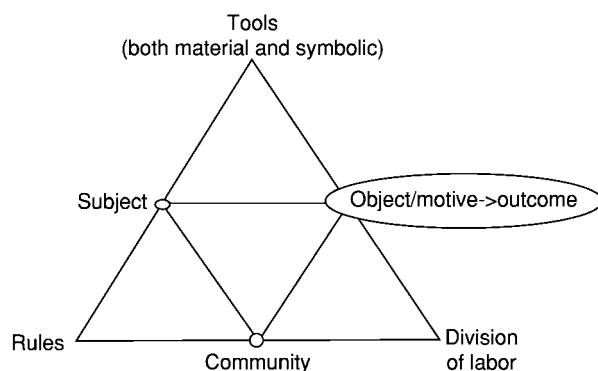 Tools
(both material and symbolic)
Subject
Object/motive->outcome
Rules
Community
Division
of labor